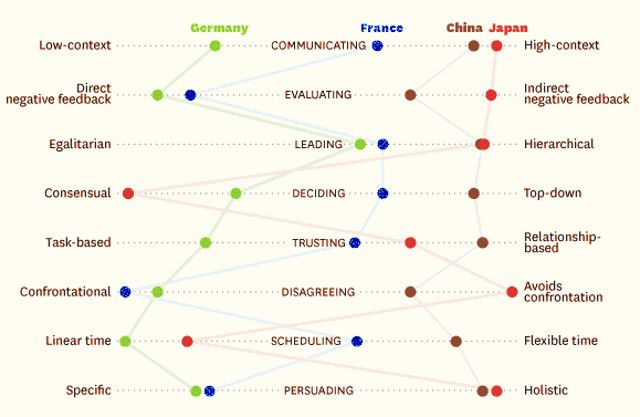 Germany France China Japan
Low-context COMMUNICATING High-context
Direct
negative feedback EVALUATING Indirect
negative feedback
Egalitarian LEADING Hierarchical
Consensual DECIDING Top-down
Task-based TRUSTING Relationship-
based
Confrontational DISAGREEING Avoids
confrontation
Linear time SCHEDULING Flexible time
Specific PERSUADING Holistic